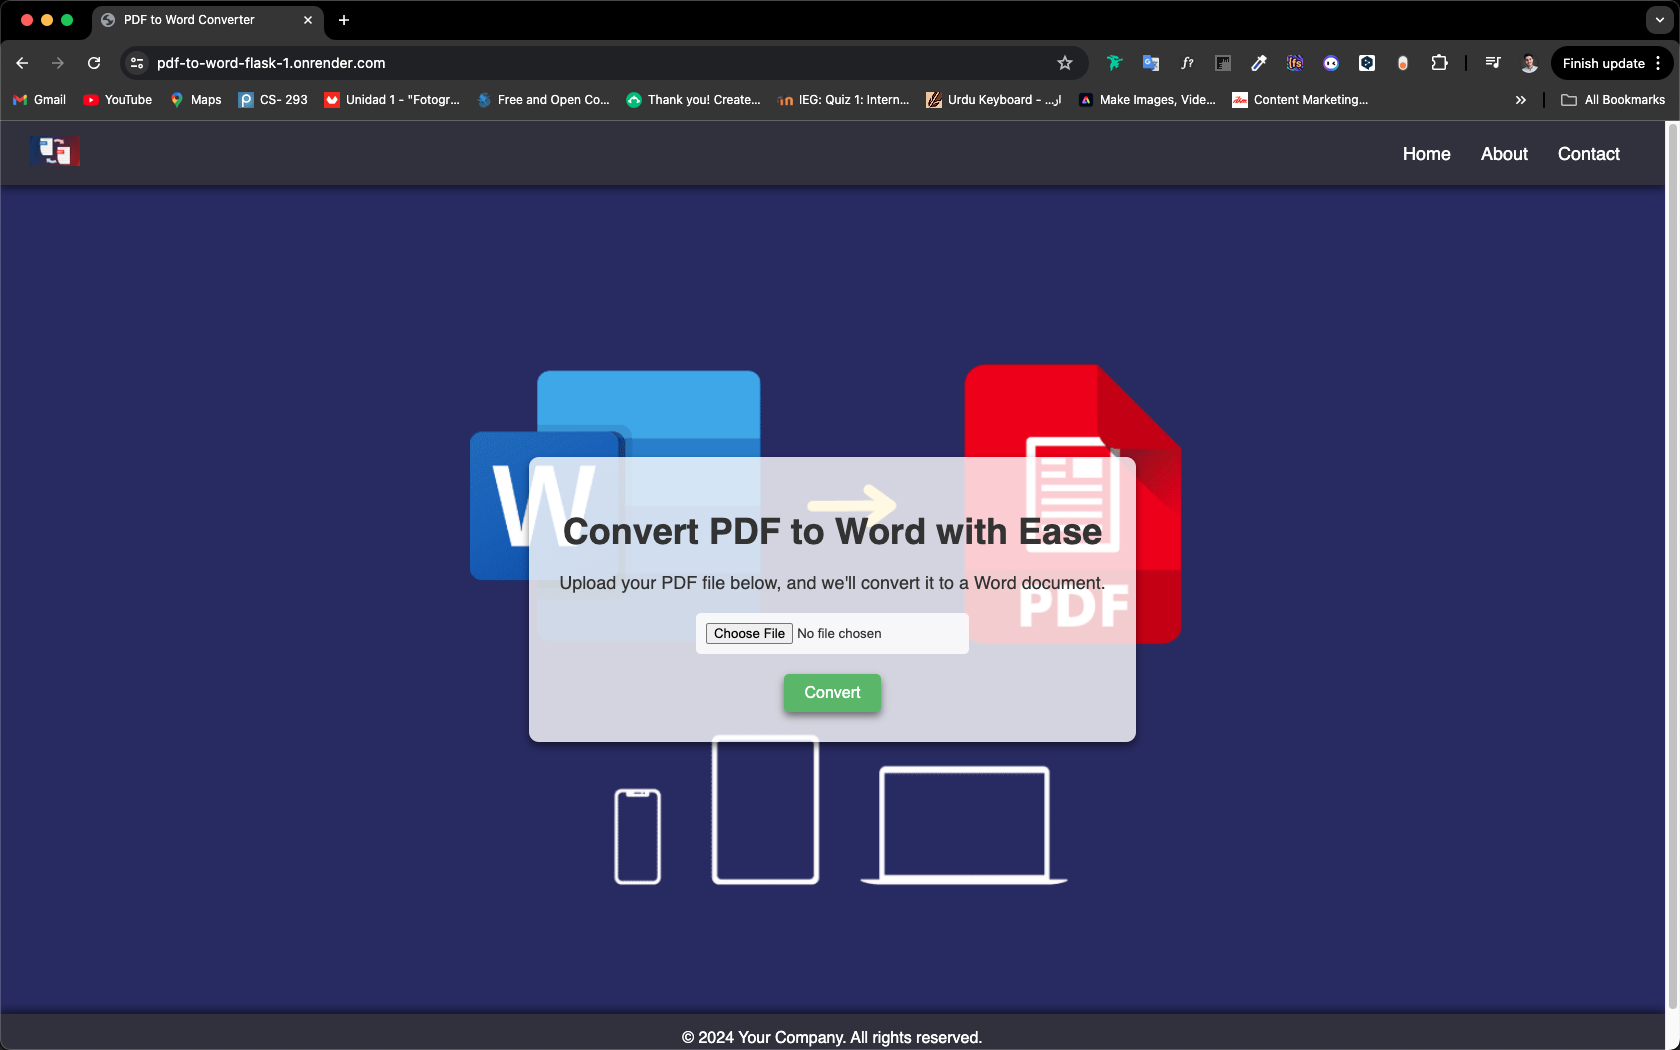 PDF to Word Converter
pdf-to-word-flask-1.onrender.com
Finish update
Gmail
YouTube
Maps
CS- 293
Unidad 1 - "Fotogr...
Free and Open Co...
Thank you! Create...
IEG: Quiz 1: Intern...
Urdu Keyboard - ...ار
Make Images, Vide...
Content Marketing...
All Bookmarks
Home
About
Contact
W
Convert PDF to Word with Ease
Upload your PDF file below, and we'll convert it to a Word document.
PDF
Choose File No file chosen
Convert
© 2024 Your Company. All rights reserved.